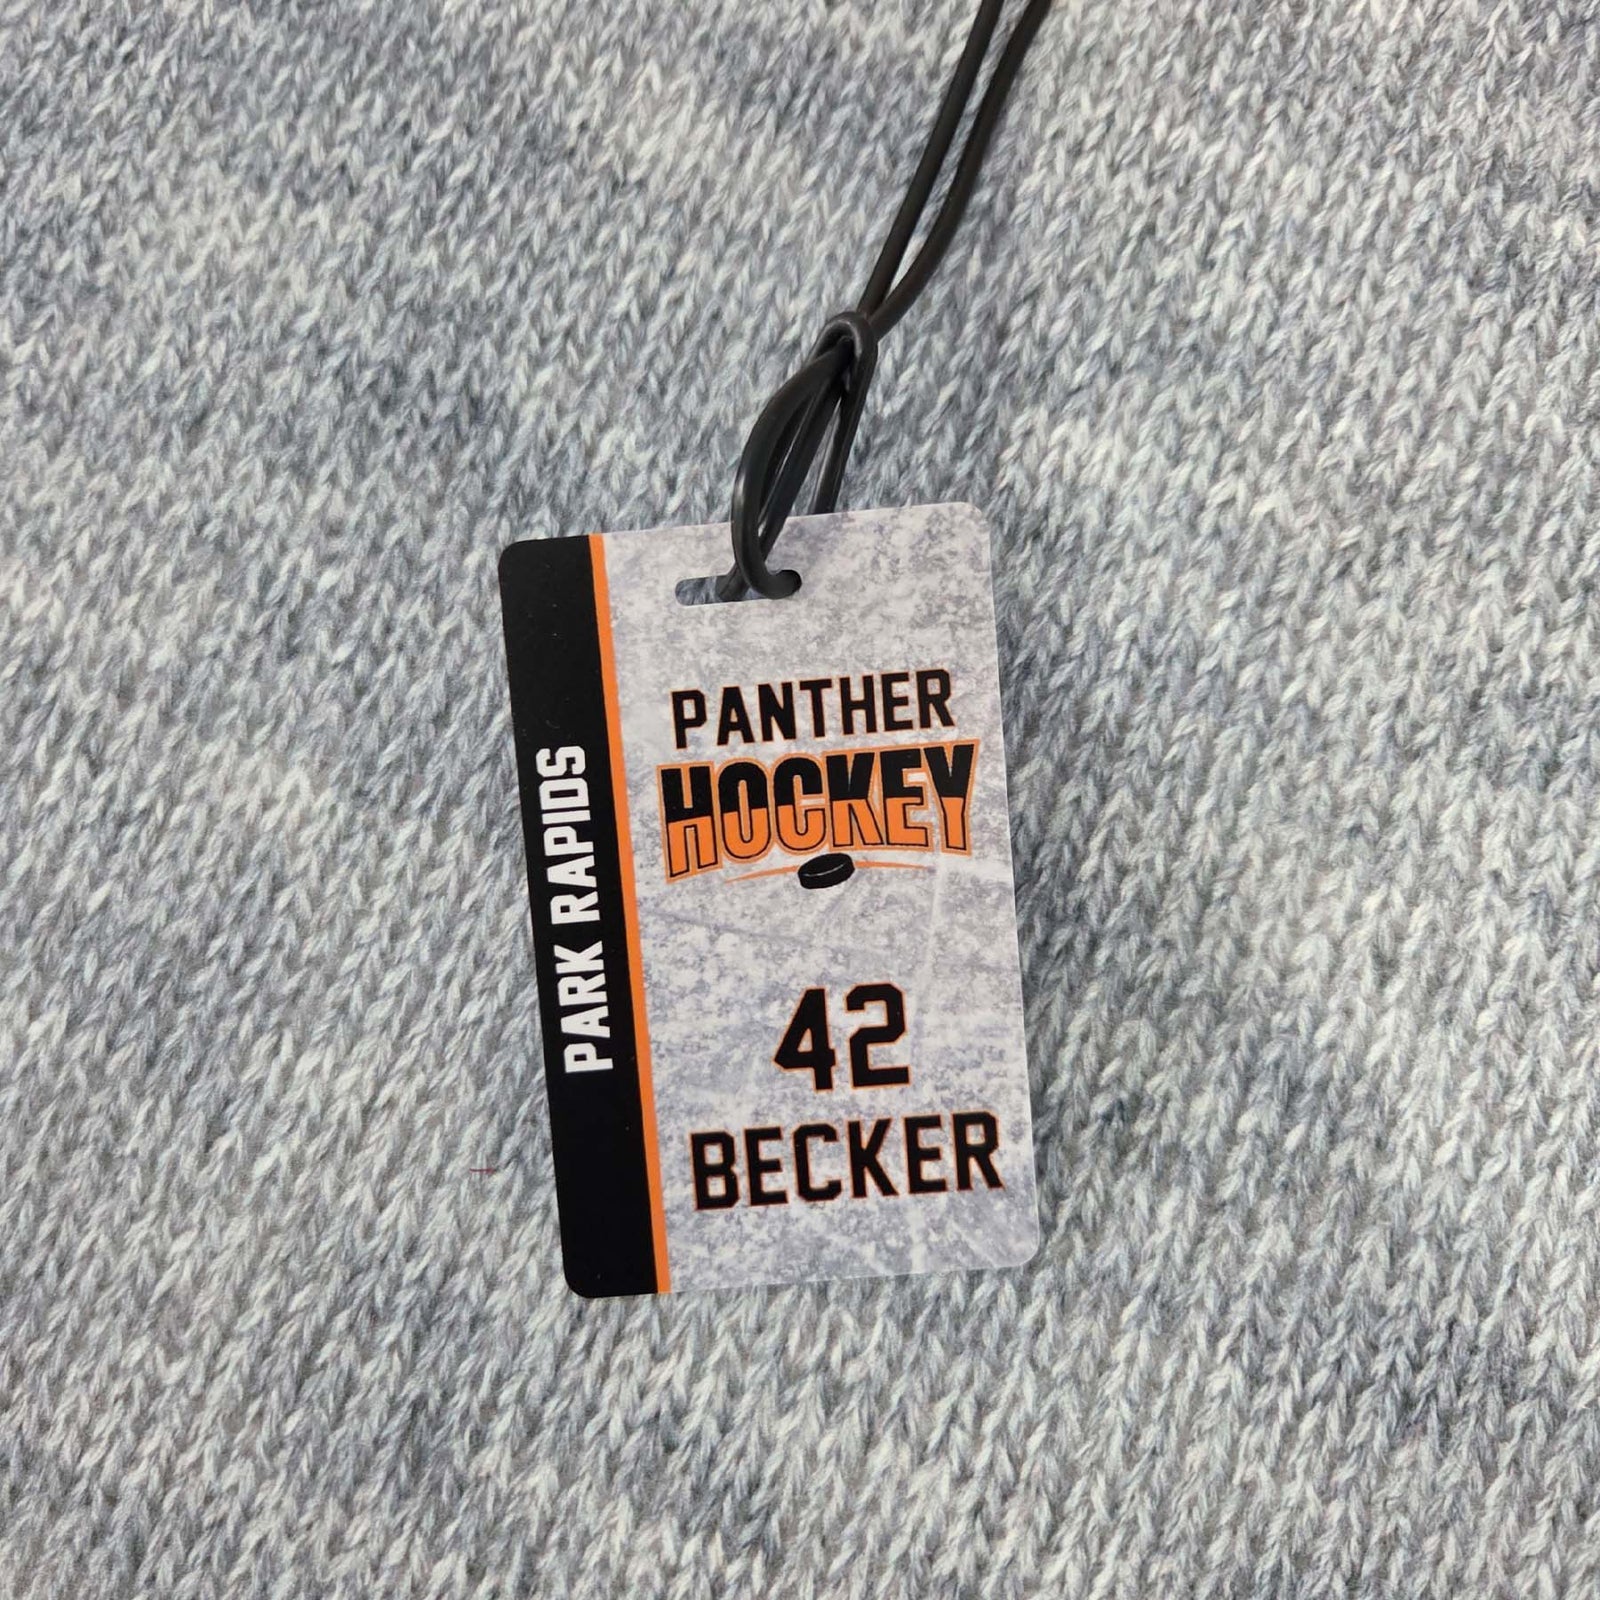 PARK RAPIDS
PANTHER
HOCKEY
42
BECKER